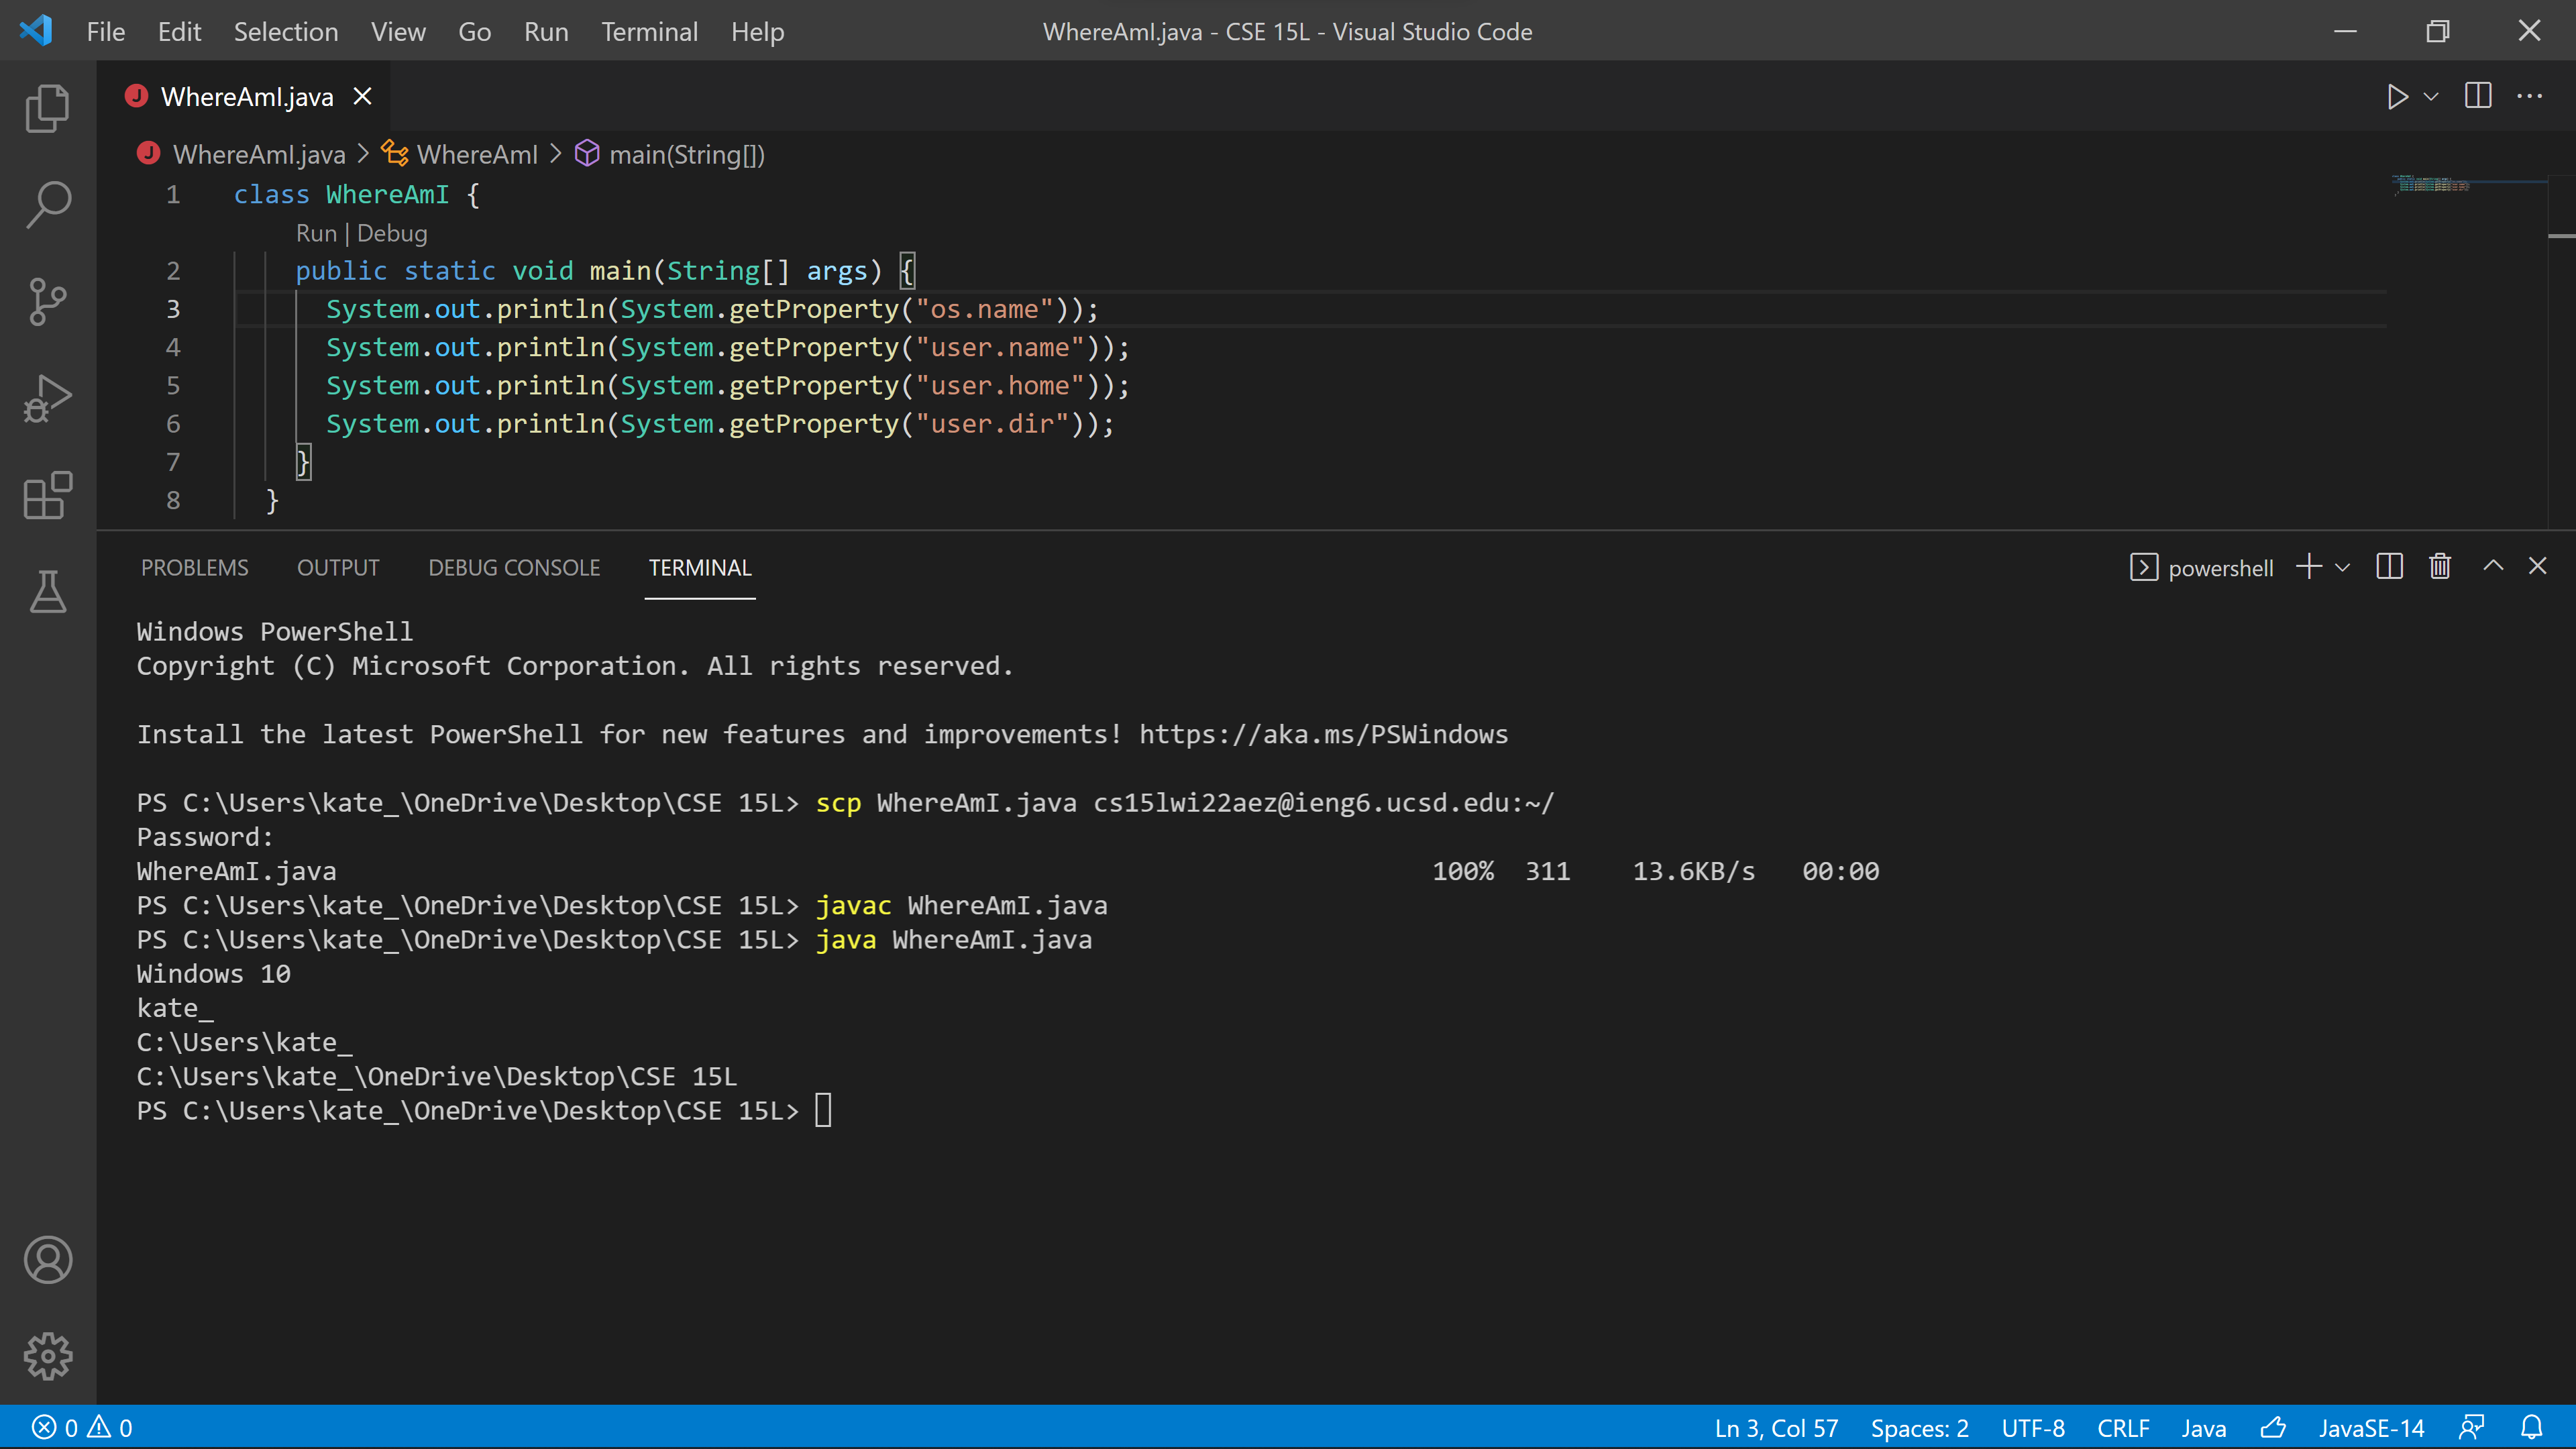 File Edit Selection View Go Run Terminal Help WhereAmI.java - CSE 15L - Visual Studio Code
WhereAmI.java
WhereAmI.java > WhereAmI > main(String[])
1 class WhereAmI {
Run | Debug
2 public static void main(String[] args) {
3 System.out.println(System.getProperty("os.name"));
4 System.out.println(System.getProperty("user.name"));
5 System.out.println(System.getProperty("user.home"));
6 System.out.println(System.getProperty("user.dir"));
7 }
8 }
PROBLEMS OUTPUT DEBUG CONSOLE TERMINAL powershell
Windows PowerShell
Copyright (C) Microsoft Corporation. All rights reserved.
Install the latest PowerShell for new features and improvements! https://aka.ms/PSWindows
PS C:\Users\kate_\OneDrive\Desktop\CSE 15L> scp WhereAmI.java cs15lwi22aez@ieng6.ucsd.edu:~/
Password:
WhereAmI.java 100% 311 13.6KB/s 00:00
PS C:\Users\kate_\OneDrive\Desktop\CSE 15L> javac WhereAmI.java
PS C:\Users\kate_\OneDrive\Desktop\CSE 15L> java WhereAmI.java
Windows 10
kate_
C:\Users\kate_
C:\Users\kate_\OneDrive\Desktop\CSE 15L
PS C:\Users\kate_\OneDrive\Desktop\CSE 15L>
0 0 Ln 3, Col 57 Spaces: 2 UTF-8 CRLF Java JavaSE-14